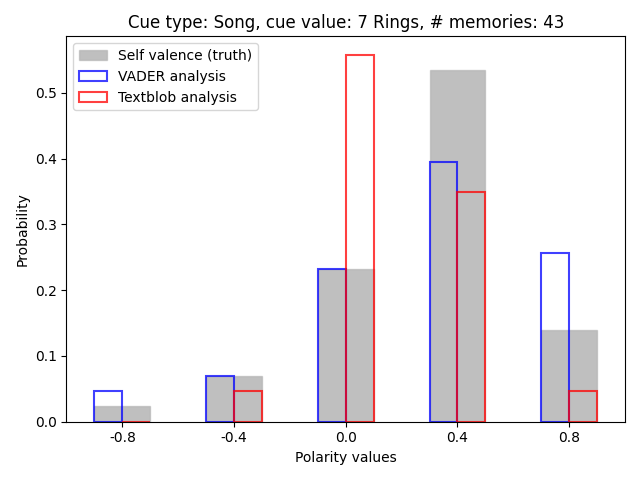 Cue type: Song, cue value: 7 Rings, # memories: 43
Self valence (truth)
VADER analysis
Textblob analysis
Probability
0.5
0.4
0.3
0.2
0.1
0.0
-0.8 -0.4 0.0 0.4 0.8
Polarity values